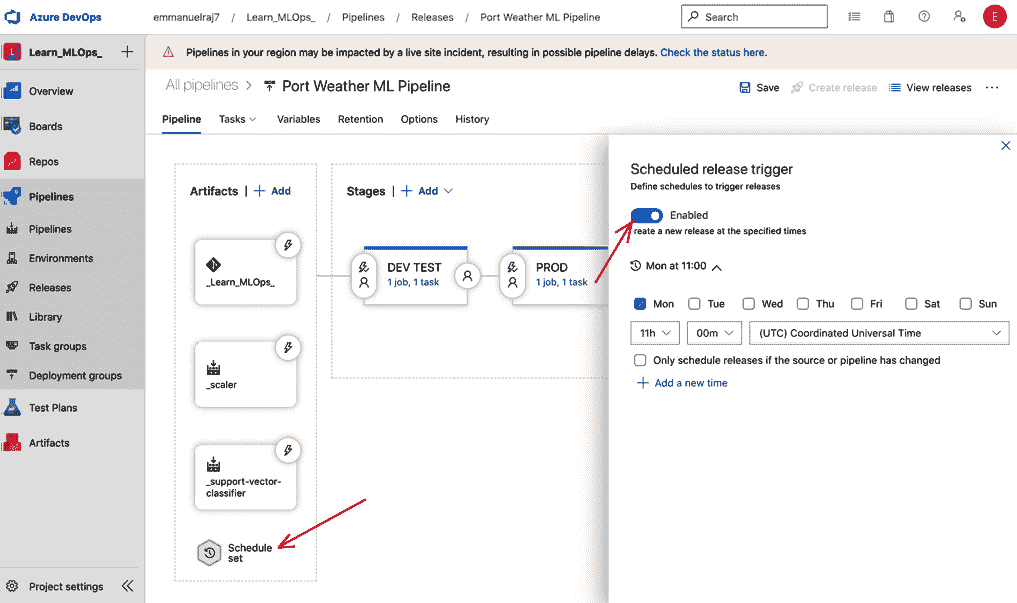 Azure DevOps
emmanuelraj7 / Learn_MLOps_ / Pipelines / Releases / Port Weather ML Pipeline
Search
E
L
Learn_MLOps_
Overview
Boards
Repos
Pipelines
Pipelines
Environments
Releases
Library
Task groups
Deployment groups
Test Plans
Artifacts
Project settings
Pipelines in your region may be impacted by a live site incident, resulting in possible pipeline delays. Check the status here.
All pipelines > Port Weather ML Pipeline
Save
Create release
View releases
Pipeline
Tasks
Variables
Retention
Options
History
Artifacts | + Add
_Learn_MLOps_
_scaler
_support-vector-
classifier
Schedule
set
Stages | + Add
DEV TEST
1 job, 1 task
PROD
1 job, 1 task
Scheduled release trigger
Define schedules to trigger releases
Enabled
reate a new release at the specified times
Mon at 11:00
Mon Tue Wed Thu Fri Sat Sun
11h 00m (UTC) Coordinated Universal Time
Only schedule releases if the source or pipeline has changed
+ Add a new time